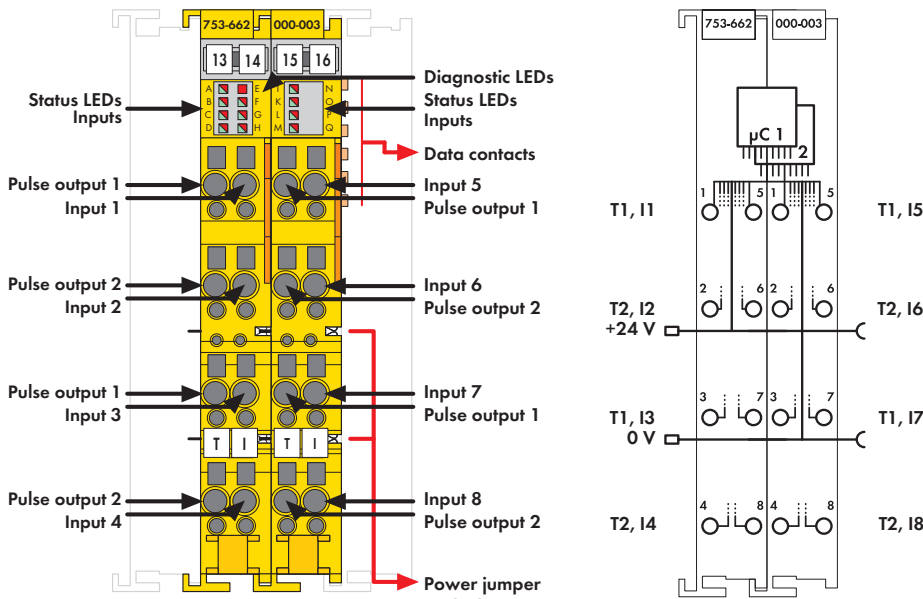 753-662 000-003
13 14 15 16
A E N
B F K O
C G L P
D H M Q
Status LEDs
Inputs
Diagnostic LEDs
Status LEDs
Inputs
Data contacts
Pulse output 1
Input 1
Input 5
Pulse output 1
Pulse output 2
Input 2
Input 6
Pulse output 2
Pulse output 1
Input 3
Input 7
Pulse output 1
T I T I
Pulse output 2
Input 4
Input 8
Pulse output 2
Power jumper
753-662 000-003
µC 1
2
1 5 1 5
T1, I1
T1, I5
2 6 2 6
T2, I2
T2, I6
+24 V
3 7 3 7
T1, I3
T1, I7
0 V
4 8 4 8
T2, I4
T2, I8